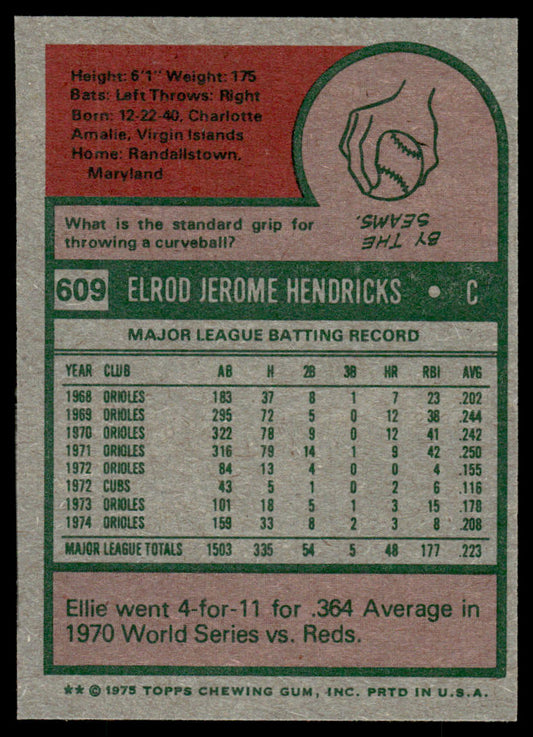 Height: 6'1" Weight: 175
Bats: Left Throws: Right
Born: 12-22-40, Charlotte
Amalie, Virgin Islands
Home: Randallstown,
Maryland
What is the standard grip for
throwing a curveball?
BY THE
SEAMS.
609 ELROD JEROME HENDRICKS • C
MAJOR LEAGUE BATTING RECORD
YEAR CLUB AB H 2B 3B HR RBI AVG
1968 ORIOLES 183 37 8 1 7 23 .202
1969 ORIOLES 295 72 5 0 12 38 .244
1970 ORIOLES 322 78 9 0 12 41 .242
1971 ORIOLES 316 79 14 1 9 42 .250
1972 ORIOLES 84 13 4 0 0 4 .155
1972 CUBS 43 5 1 0 2 6 .116
1973 ORIOLES 101 18 5 1 3 15 .178
1974 ORIOLES 159 33 8 2 3 8 .208
MAJOR LEAGUE TOTALS 1503 335 54 5 48 177 .223
Ellie went 4-for-11 for .364 Average in
1970 World Series vs. Reds.
** © 1975 TOPPS CHEWING GUM, INC. PRTD IN U.S.A.